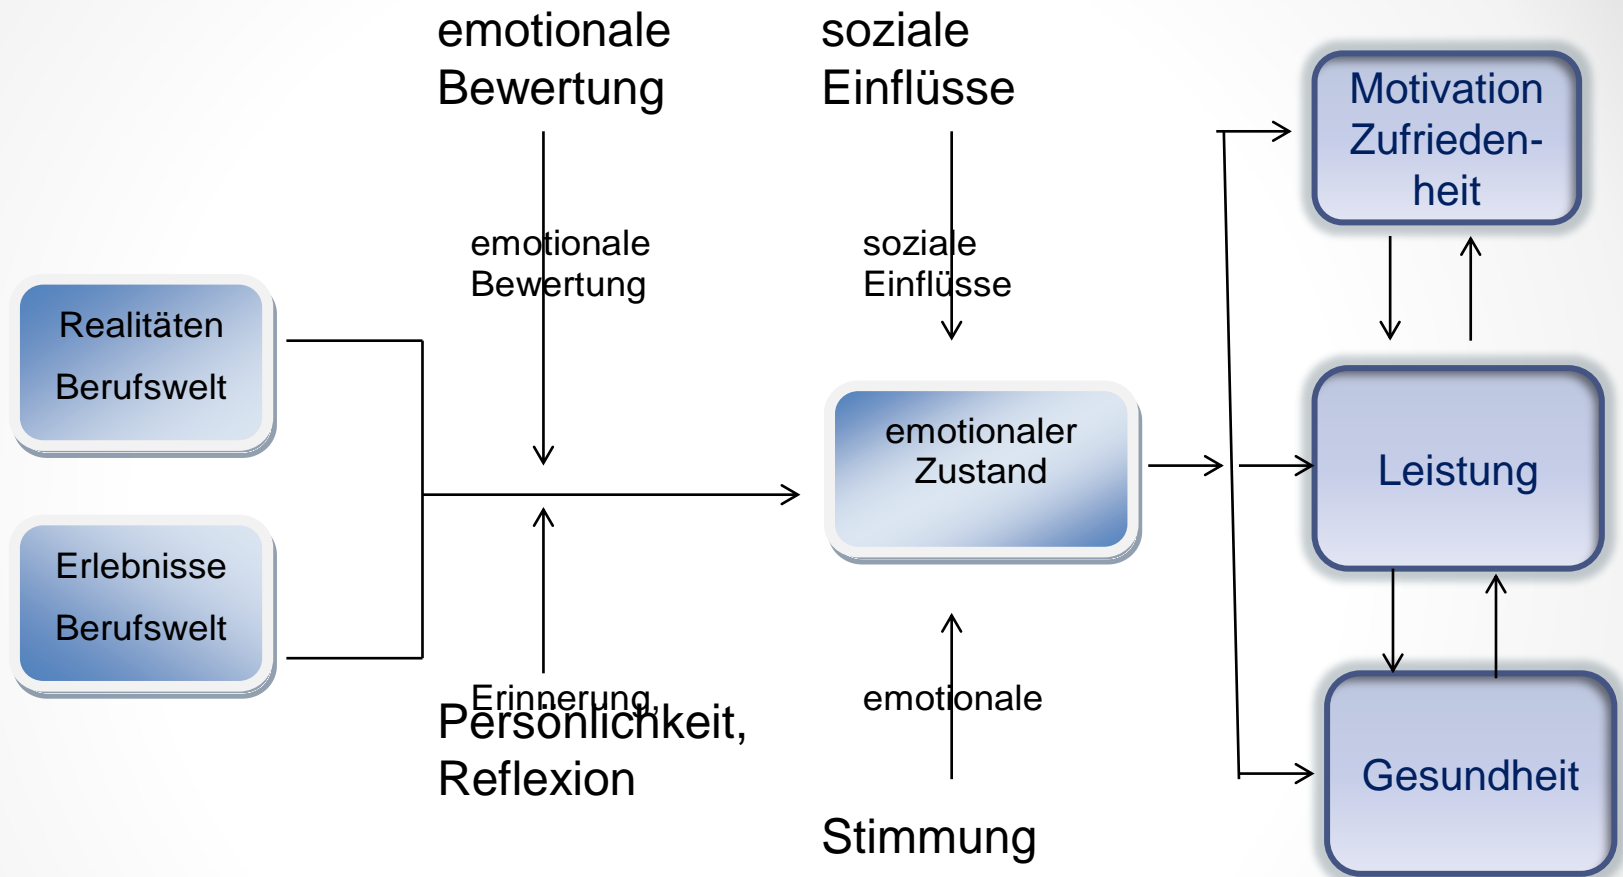 emotionale
Bewertung
soziale
Einflüsse
Motivation
Zufrieden-
heit
emotionale
Bewertung
soziale
Einflüsse
Realitäten
Berufswelt
emotionaler
Zustand
Leistung
Erlebnisse
Berufswelt
Erinnerung,
Persönlichkeit,
Reflexion
emotionale
Stimmung
Gesundheit